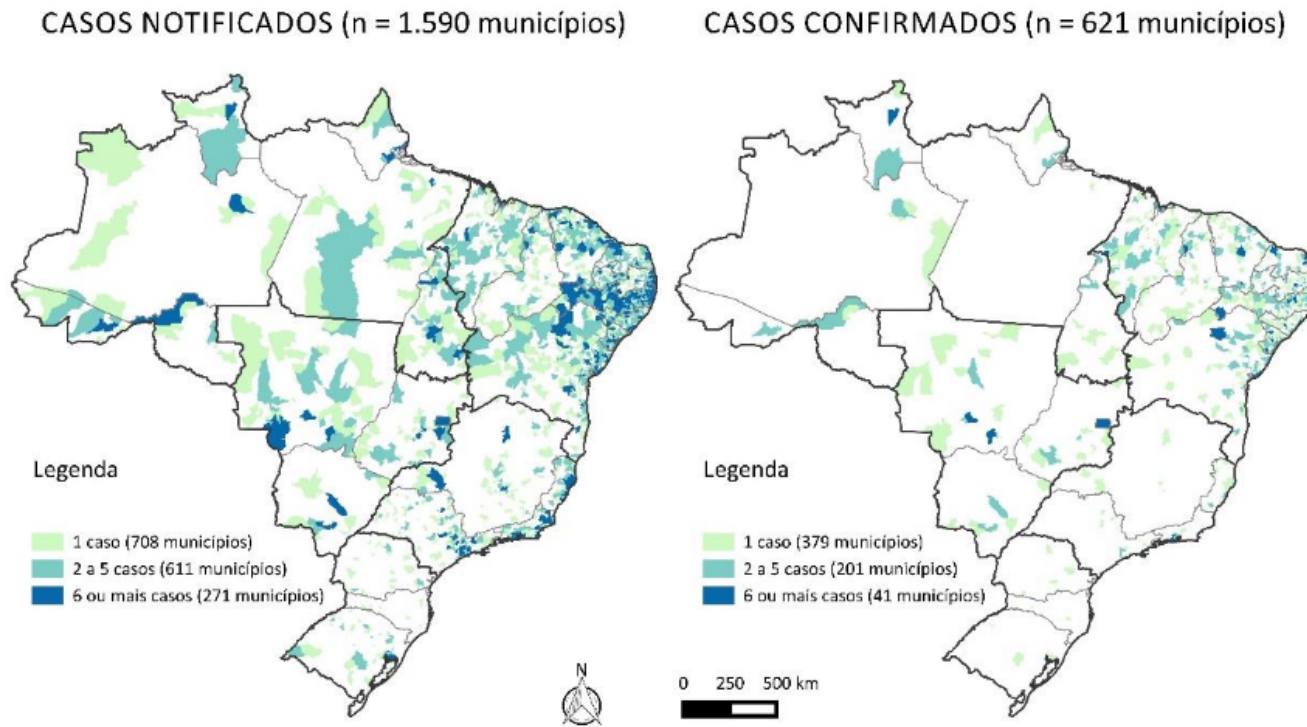 CASOS NOTIFICADOS (n = 1.590 municípios)
CASOS CONFIRMADOS (n = 621 municípios)
Legenda
1 caso (708 municípios)
2 a 5 casos (611 municípios)
6 ou mais casos (271 municípios)
Legenda
1 caso (379 municípios)
2 a 5 casos (201 municípios)
6 ou mais casos (41 municípios)
N
0 250 500 km